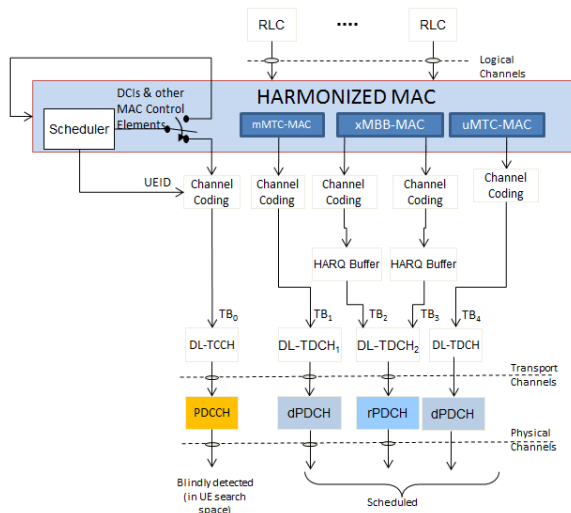 RLC
....
RLC
Logical
Channels
DCIs & other
MAC Control
Elements
HARMONIZED MAC
Scheduler
mMTC-MAC
xMBB-MAC
uMTC-MAC
UEID
Channel
Coding
Channel
Coding
Channel
Coding
Channel
Coding
Channel
Coding
HARQ Buffer
HARQ Buffer
TB0
TB1
TB2
TB3
TB4
DL-TCCH
DL-TDCH1
DL-TDCH2
DL-TDCH
Transport
Channels
PDCCH
dPDCH
rPDCH
dPDCH
Physical
Channels
Blindly detected
(in UE search
space)
Scheduled